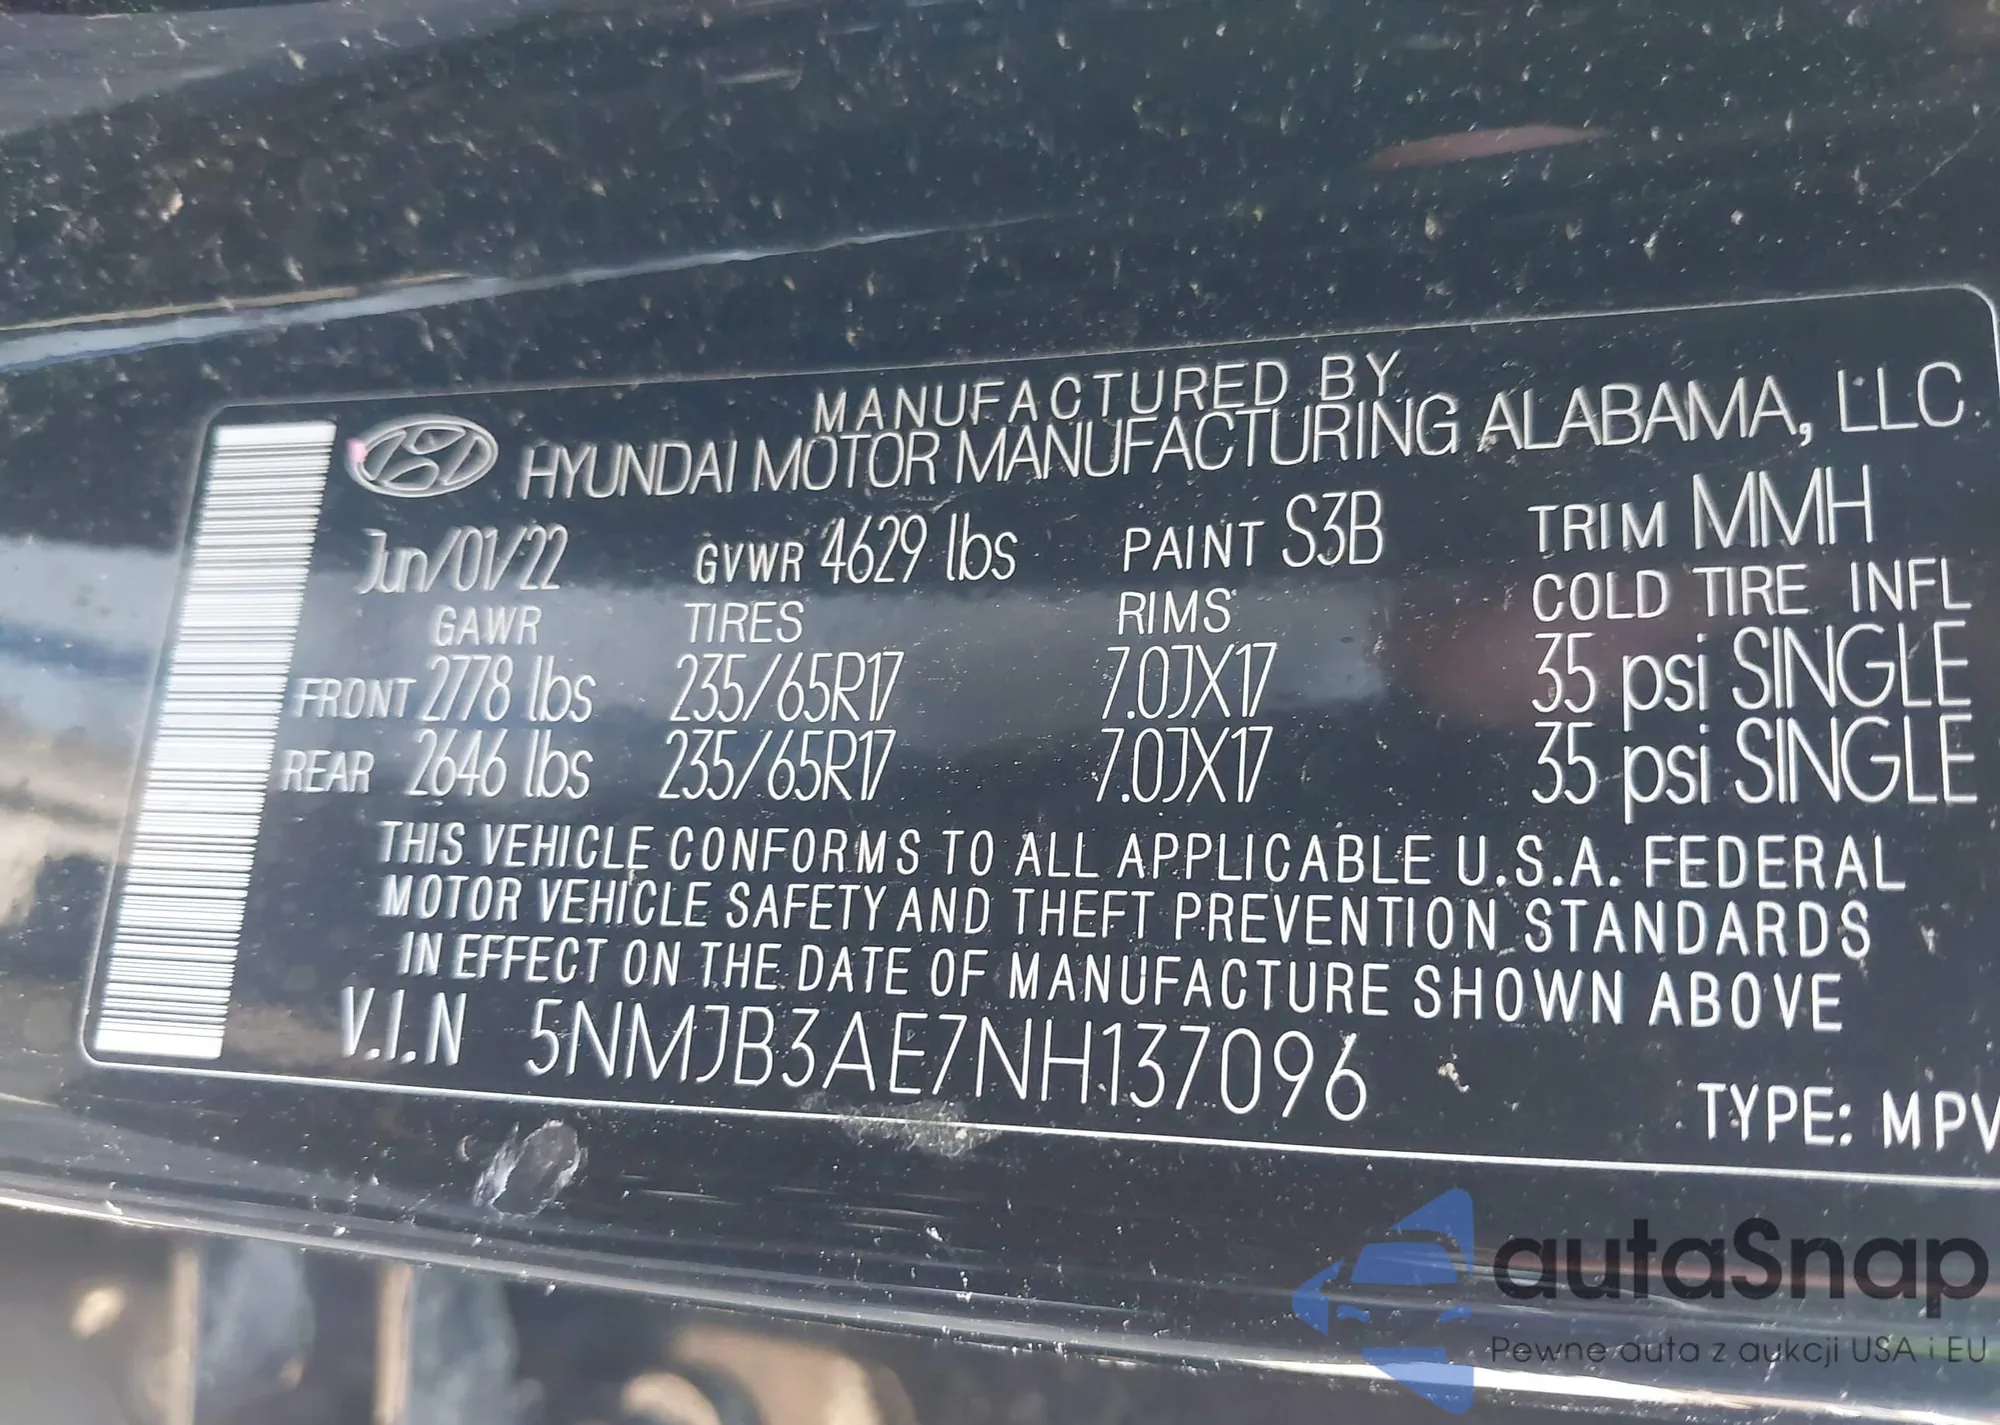 MANUFACTURED BY
HYUNDAI MOTOR MANUFACTURING ALABAMA, LLC
Jun/01/22 GVWR 4629 lbs PAINT S3B TRIM MMH
GAWR TIRES RIMS COLD TIRE INFL
FRONT 2778 lbs 235/65R17 7.0JX17 35 psi SINGLE
REAR 2646 lbs 235/65R17 7.0JX17 35 psi SINGLE
THIS VEHICLE CONFORMS TO ALL APPLICABLE U.S.A. FEDERAL
MOTOR VEHICLE SAFETY AND THEFT PREVENTION STANDARDS
IN EFFECT ON THE DATE OF MANUFACTURE SHOWN ABOVE
V.I.N 5NMJB3AE7NH137096
TYPE: MPV
autaSnap
Pewne auta z aukcji USA i EU